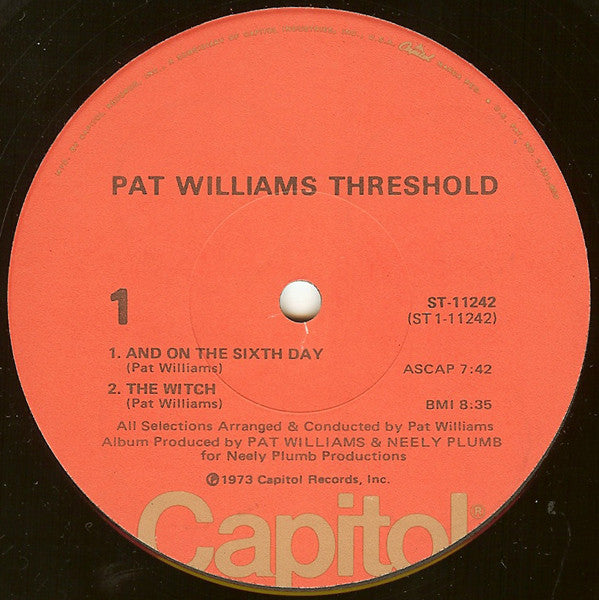 PAT WILLIAMS THRESHOLD
1
ST-11242
(ST 1-11242)
1. AND ON THE SIXTH DAY
(Pat Williams)
ASCAP 7:42
2. THE WITCH
(Pat Williams)
BMI 8:35
All Selections Arranged & Conducted by Pat Williams
Album Produced by PAT WILLIAMS & NEELY PLUMB
for Neely Plumb Productions
℗1973 Capitol Records, Inc.
Capitol®